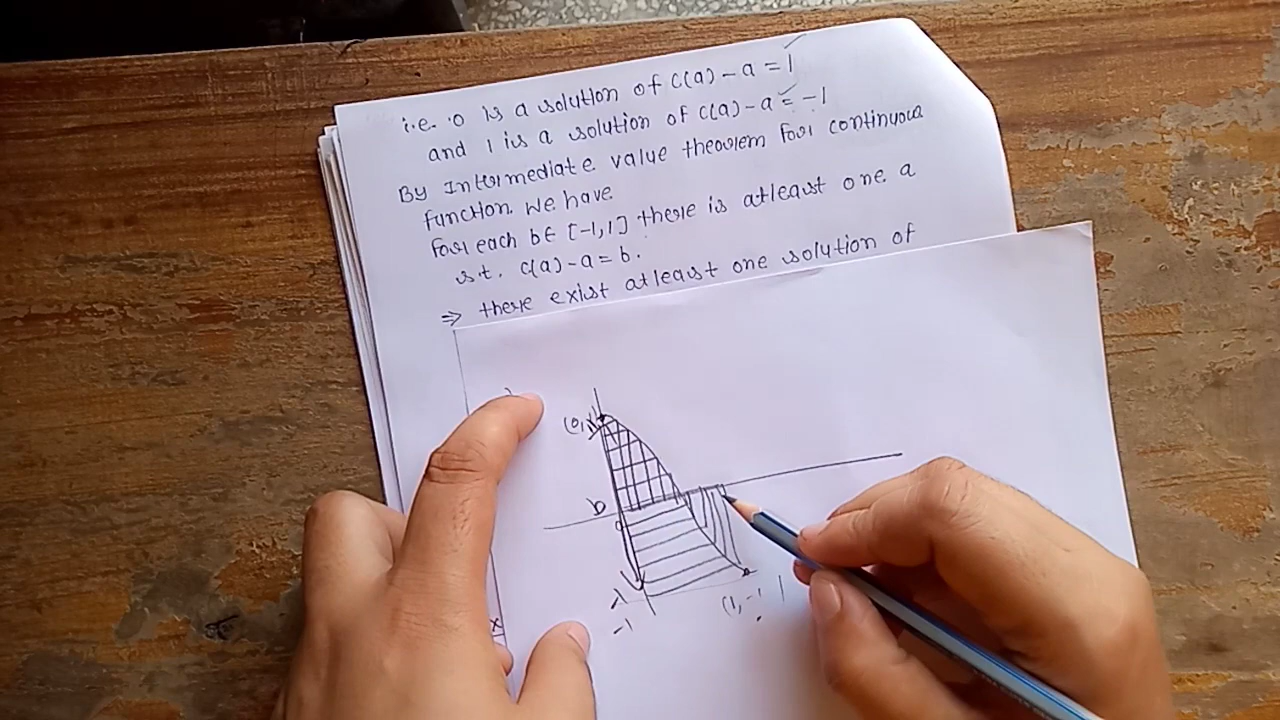 i.e. 0 is a solution of c(a) - a = 1
and 1 is a solution of c(a) - a = -1
By Intermediate value theorem for continuous
function. We have
For each b ∈ [-1,1] there is atleast one a
s.t. c(a) - a = b.
⇒ there exist atleast one solution of
(0,1)
b
0
-1
(1,-1
x